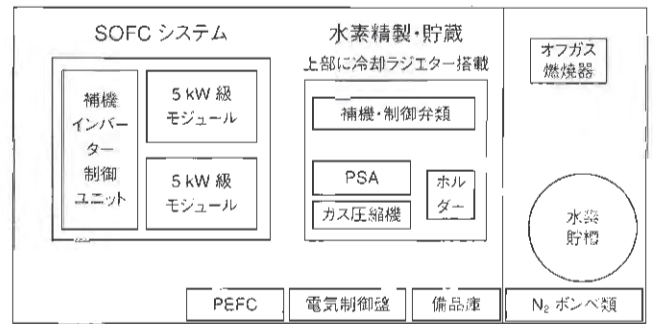 SOFC システム
水素精製・貯蔵
上部に冷却ラジエター搭載
オフガス
燃焼器
補機
インバー
ター
制御
ユニット
5 kW 級
モジュール
5 kW 級
モジュール
補機・制御弁類
PSA
ガス圧縮機
ホル
ダー
水素
貯槽
PEFC
電気制御盤
備品庫
N₂ ボンベ類